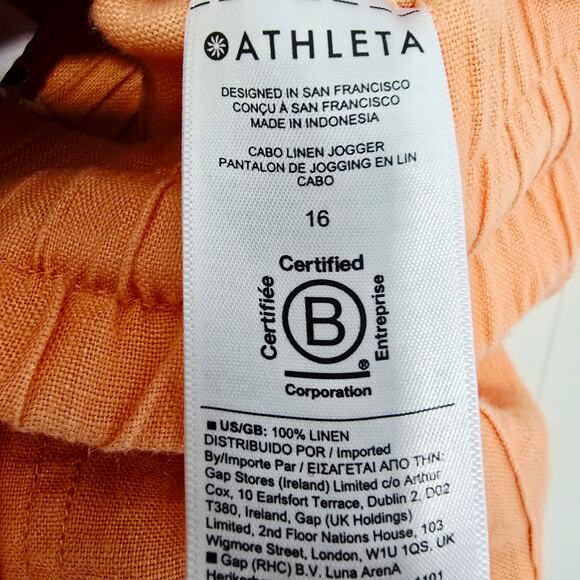 ATHLETA
DESIGNED IN SAN FRANCISCO
CONÇU À SAN FRANCISCO
MADE IN INDONESIA
CABO LINEN JOGGER
PANTALON DE JOGGING EN LIN
CABO
16
Certified
Certifiée
B
Entreprise
®
Corporation
■ US/GB: 100% LINEN
DISTRIBUIDO POR / Imported
By/Importe Par / ΕΙΣΑΓΕΤΑΙ ΑΠΟ ΤΗΝ:
Gap Stores (Ireland) Limited c/o Arthur
Cox, 10 Earlsfort Terrace, Dublin 2, D02
T380, Ireland, Gap (UK Holdings)
Limited, 2nd Floor Nations House, 103
Wigmore Street, London, W1U 1QS, UK
■ Gap (RHC) B.V. Luna ArenA